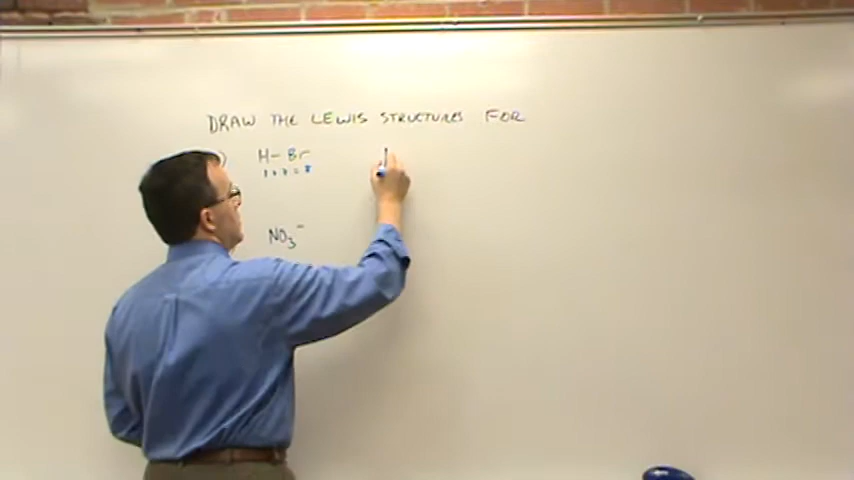 DRAW THE LEWIS STRUCTURES FOR
H-Br
1+7=8
NO₃⁻